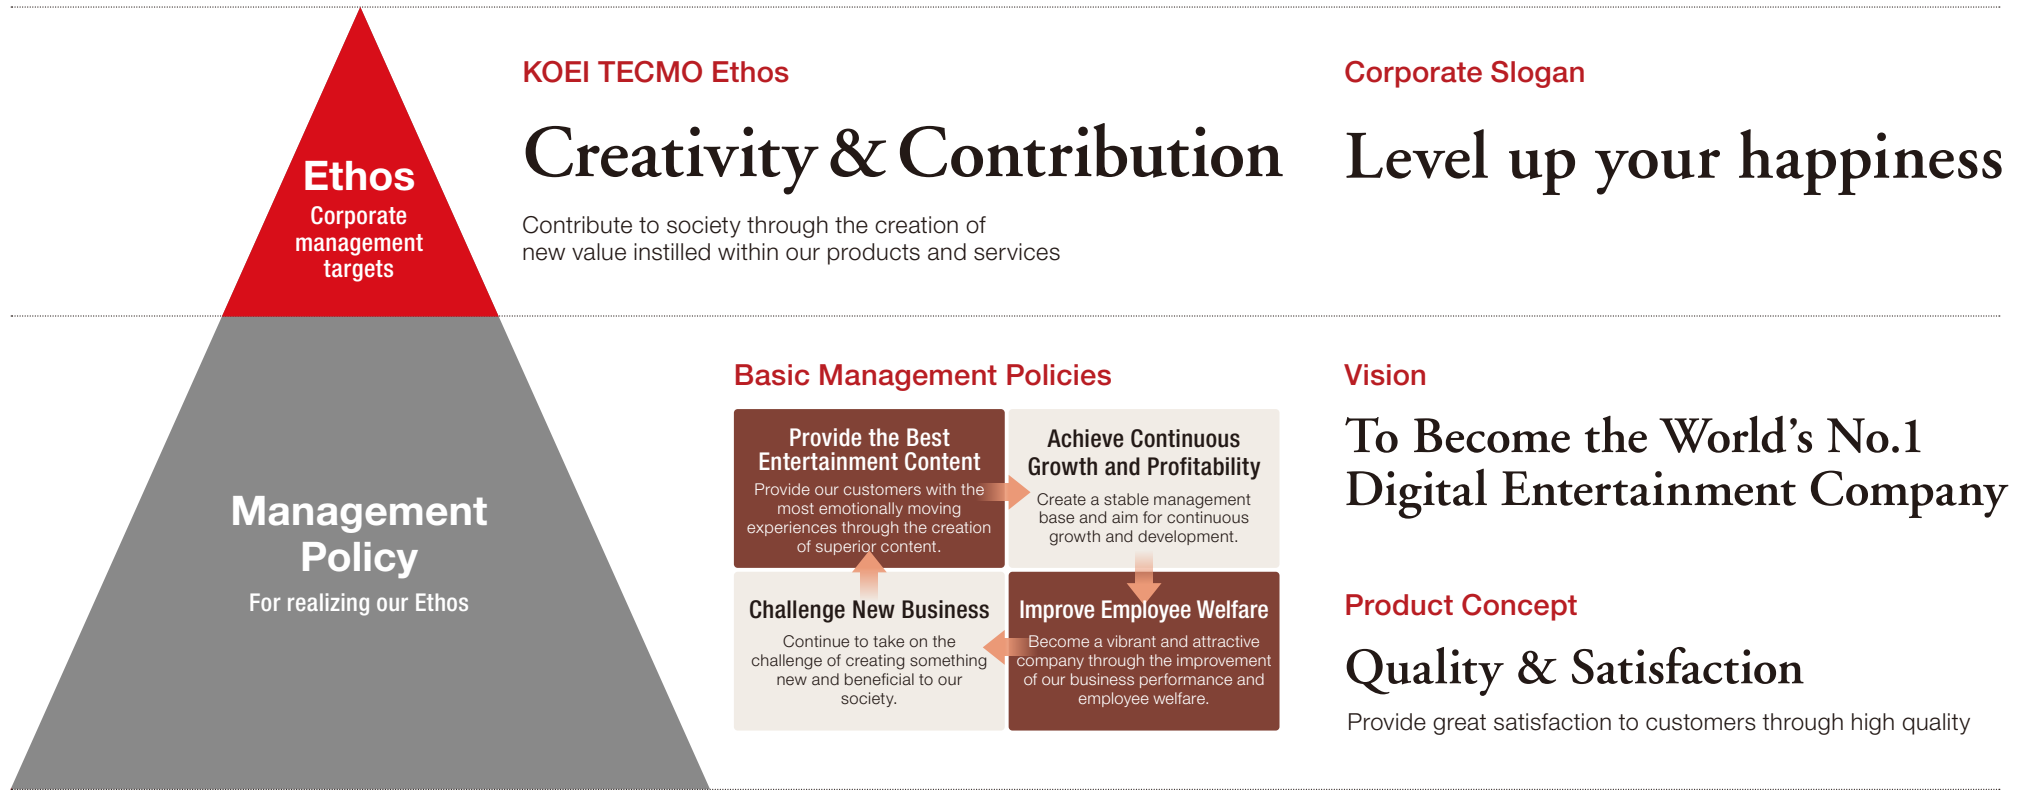 Ethos
Corporate
management
targets
KOEI TECMO Ethos
Creativity & Contribution
Contribute to society through the creation of
new value instilled within our products and services
Corporate Slogan
Level up your happiness
Management
Policy
For realizing our Ethos
Basic Management Policies
Provide the Best
Entertainment Content
Provide our customers with the
most emotionally moving
experiences through the creation
of superior content.
Achieve Continuous
Growth and Profitability
Create a stable management
base and aim for continuous
growth and development.
Challenge New Business
Continue to take on the
challenge of creating something
new and beneficial to our
society.
Improve Employee Welfare
Become a vibrant and attractive
company through the improvement
of our business performance and
employee welfare.
Vision
To Become the World’s No.1
Digital Entertainment Company
Product Concept
Quality & Satisfaction
Provide great satisfaction to customers through high quality